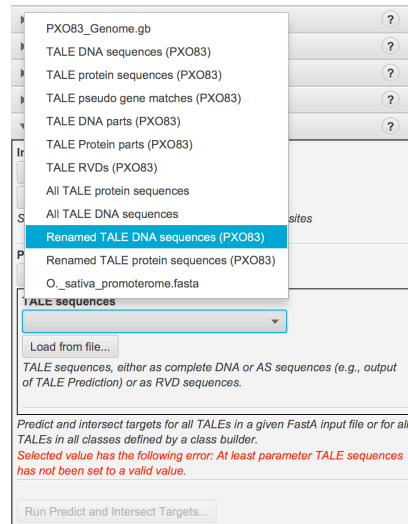 ?
PXO83_Genome.gb
TALE DNA sequences (PXO83)
?
TALE protein sequences (PXO83)
?
TALE pseudo gene matches (PXO83)
?
TALE DNA parts (PXO83)
?
TALE Protein parts (PXO83)
TALE RVDs (PXO83)
All TALE protein sequences
All TALE DNA sequences
sites
Renamed TALE DNA sequences (PXO83)
Renamed TALE protein sequences (PXO83)
O._sativa_promoterome.fasta
TALE sequences
Load from file...
TALE sequences, either as complete DNA or AS sequences (e.g., output
of TALE Prediction) or as RVD sequences.
Predict and intersect targets for all TALEs in a given FastA input file or for all
TALEs in all classes defined by a class builder.
Selected value has the following error: At least parameter TALE sequences
has not been set to a valid value.
Run Predict and Intersect Targets...